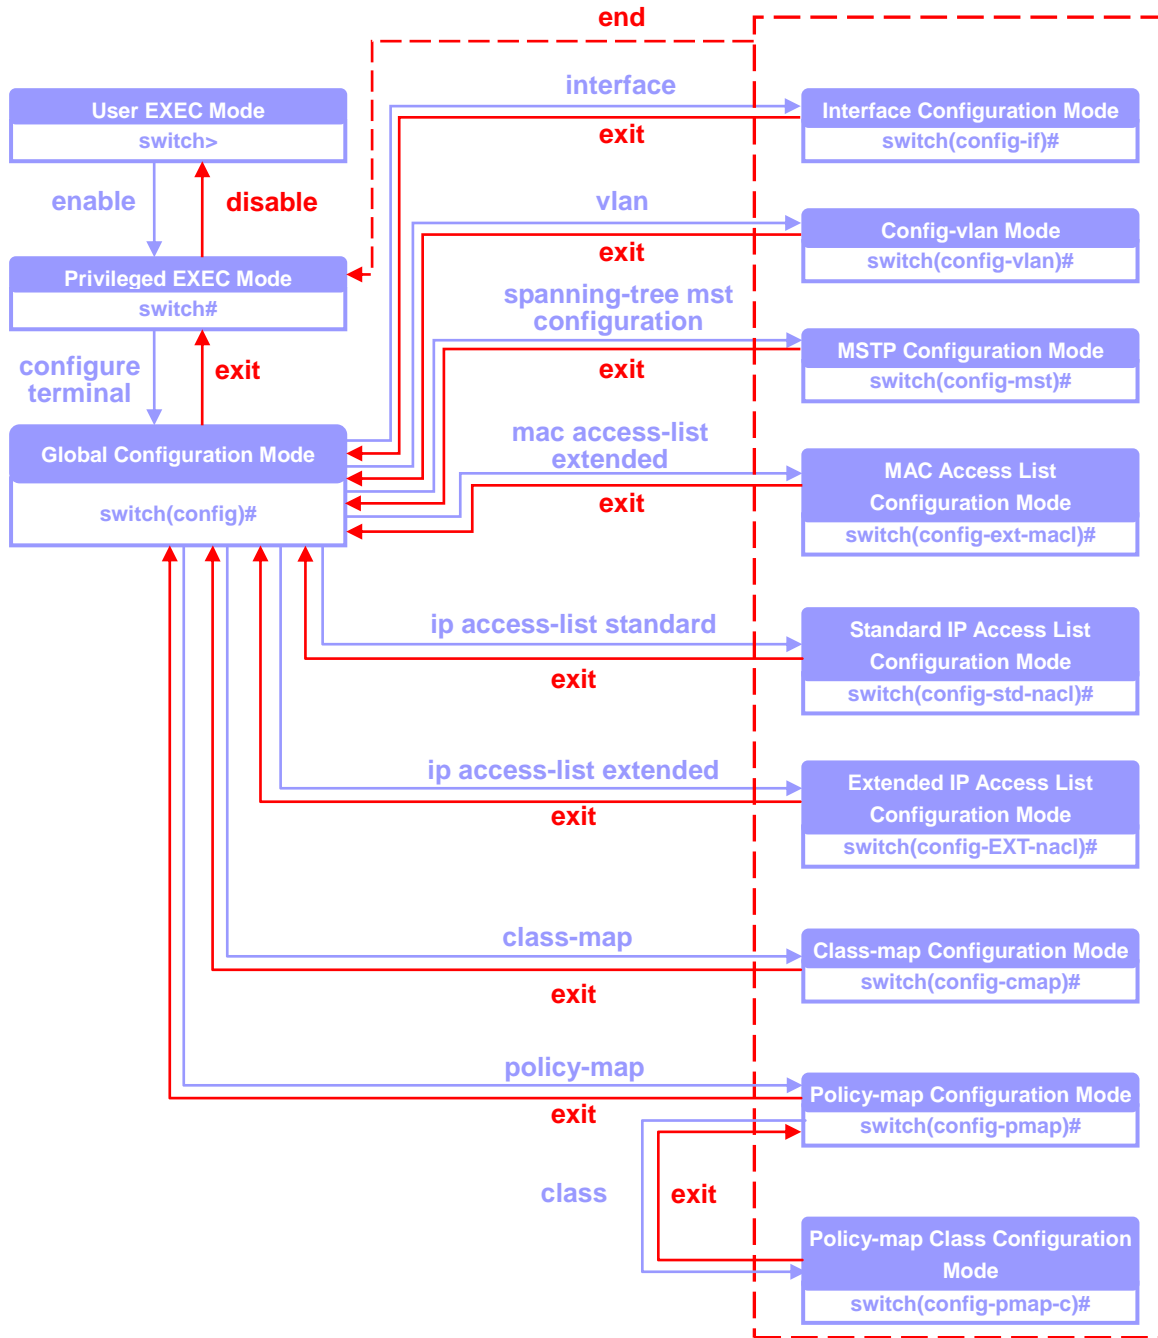 end
User EXEC Mode
switch>
enable
disable
Privileged EXEC Mode
switch#
configure
terminal
exit
Global Configuration Mode
switch(config)#
interface
exit
Interface Configuration Mode
switch(config-if)#
vlan
exit
Config-vlan Mode
switch(config-vlan)#
spanning-tree mst
configuration
exit
MSTP Configuration Mode
switch(config-mst)#
mac access-list
extended
exit
MAC Access List
Configuration Mode
switch(config-ext-macl)#
ip access-list standard
exit
Standard IP Access List
Configuration Mode
switch(config-std-nacl)#
ip access-list extended
exit
Extended IP Access List
Configuration Mode
switch(config-EXT-nacl)#
class-map
exit
Class-map Configuration Mode
switch(config-cmap)#
policy-map
exit
Policy-map Configuration Mode
switch(config-pmap)#
class
exit
Policy-map Class Configuration
Mode
switch(config-pmap-c)#